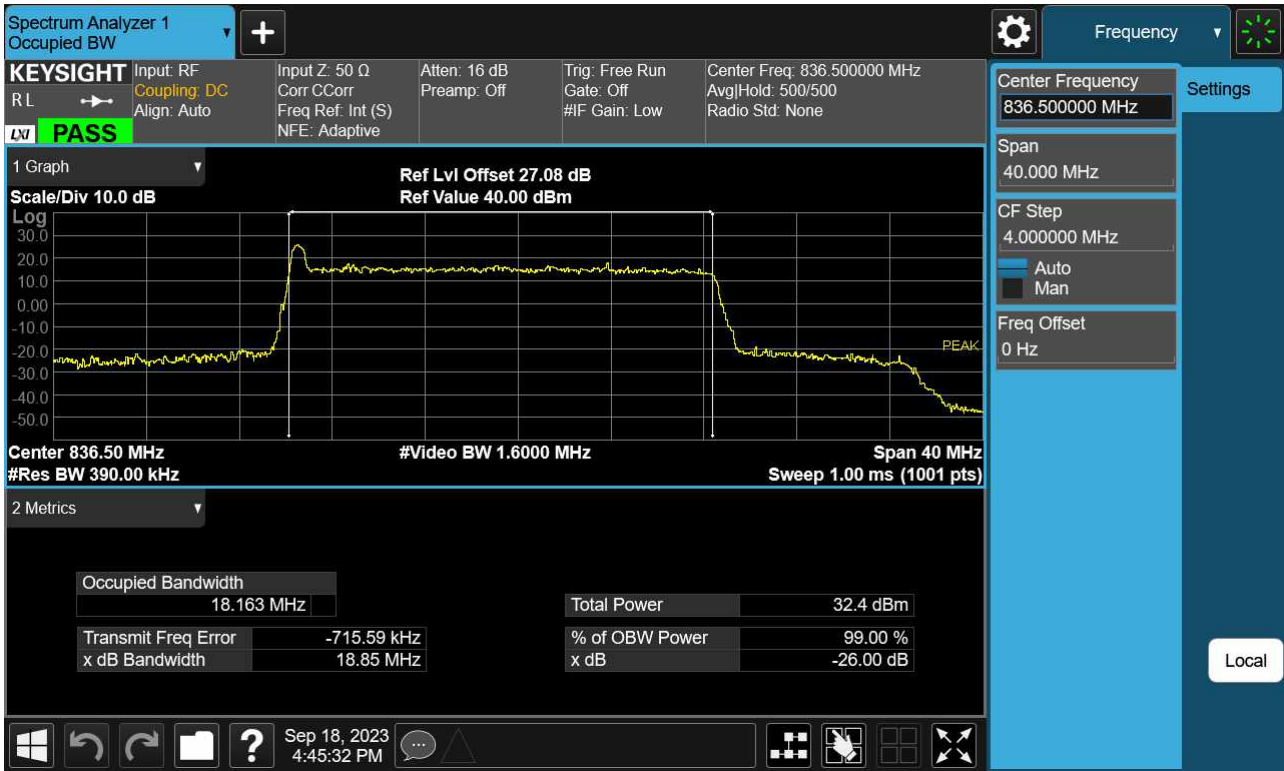 Spectrum Analyzer 1
Occupied BW
Frequency
KEYSIGHT
R L
LXI
PASS
Input: RF
Coupling: DC
Align: Auto
Input Z: 50 Ω
Corr CCorr
Freq Ref: Int (S)
NFE: Adaptive
Atten: 16 dB
Preamp: Off
Trig: Free Run
Gate: Off
#IF Gain: Low
Center Freq: 836.500000 MHz
Avg|Hold: 500/500
Radio Std: None
Center Frequency
836.500000 MHz
Settings
Span
40.000 MHz
CF Step
4.000000 MHz
Auto
Man
Freq Offset
0 Hz
Local
1 Graph
Ref Lvl Offset 27.08 dB
Scale/Div 10.0 dB
Ref Value 40.00 dBm
Log
30.0
20.0
10.0
0.00
-10.0
-20.0
-30.0
-40.0
-50.0
PEAK
Center 836.50 MHz
#Video BW 1.6000 MHz
Span 40 MHz
#Res BW 390.00 kHz
Sweep 1.00 ms (1001 pts)
2 Metrics
Occupied Bandwidth
18.163 MHz
Total Power 32.4 dBm
Transmit Freq Error -715.59 kHz
% of OBW Power 99.00 %
x dB Bandwidth 18.85 MHz
x dB -26.00 dB
?
Sep 18, 2023
4:45:32 PM